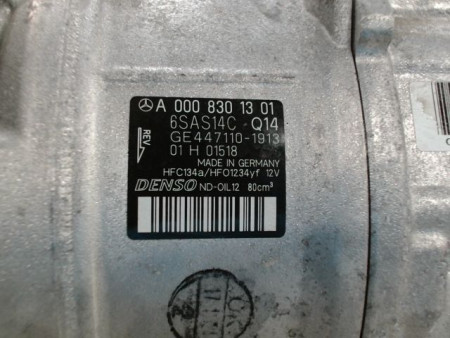 A 000 830 13 01
6SAS14C Q14
REV.
GE447110-1913
01 H 01518
MADE IN GERMANY
HFC134a/HFO1234yf 12V
DENSO ND-OIL12 80cm³